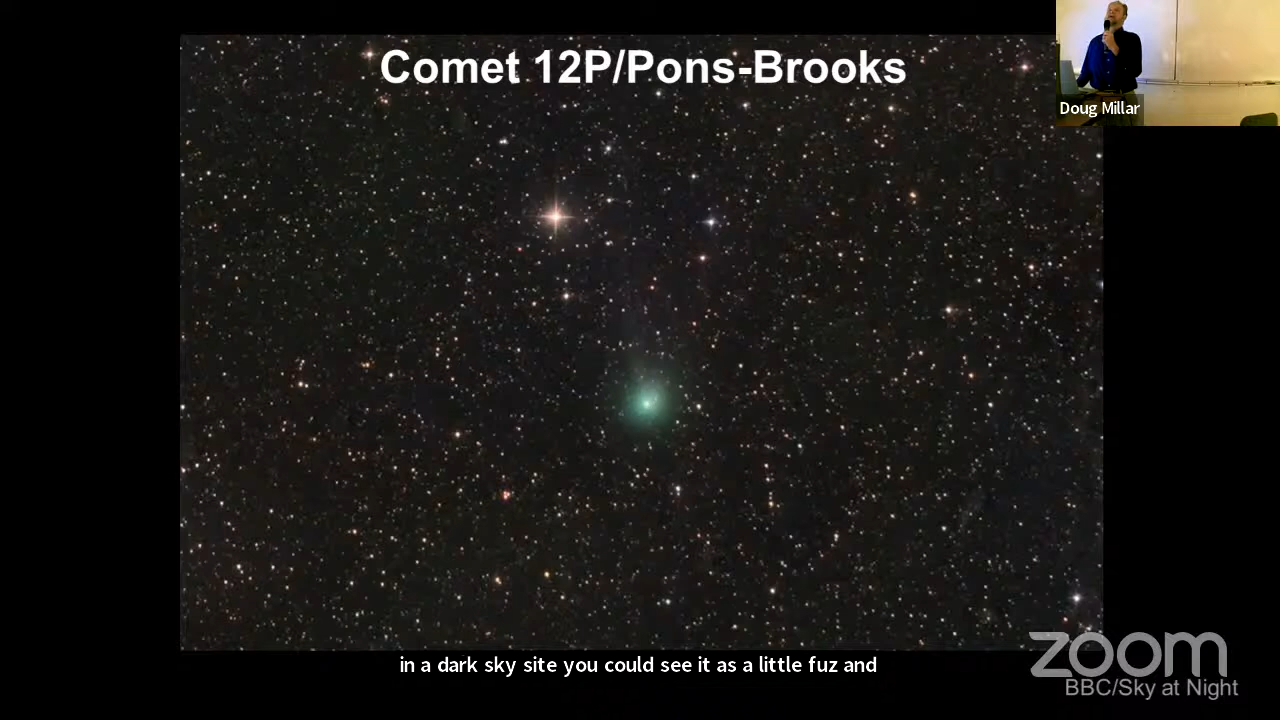 Comet 12P/Pons-Brooks
Doug Millar
in a dark sky site you could see it as a little fuz and
zoom
BBC/Sky at Night